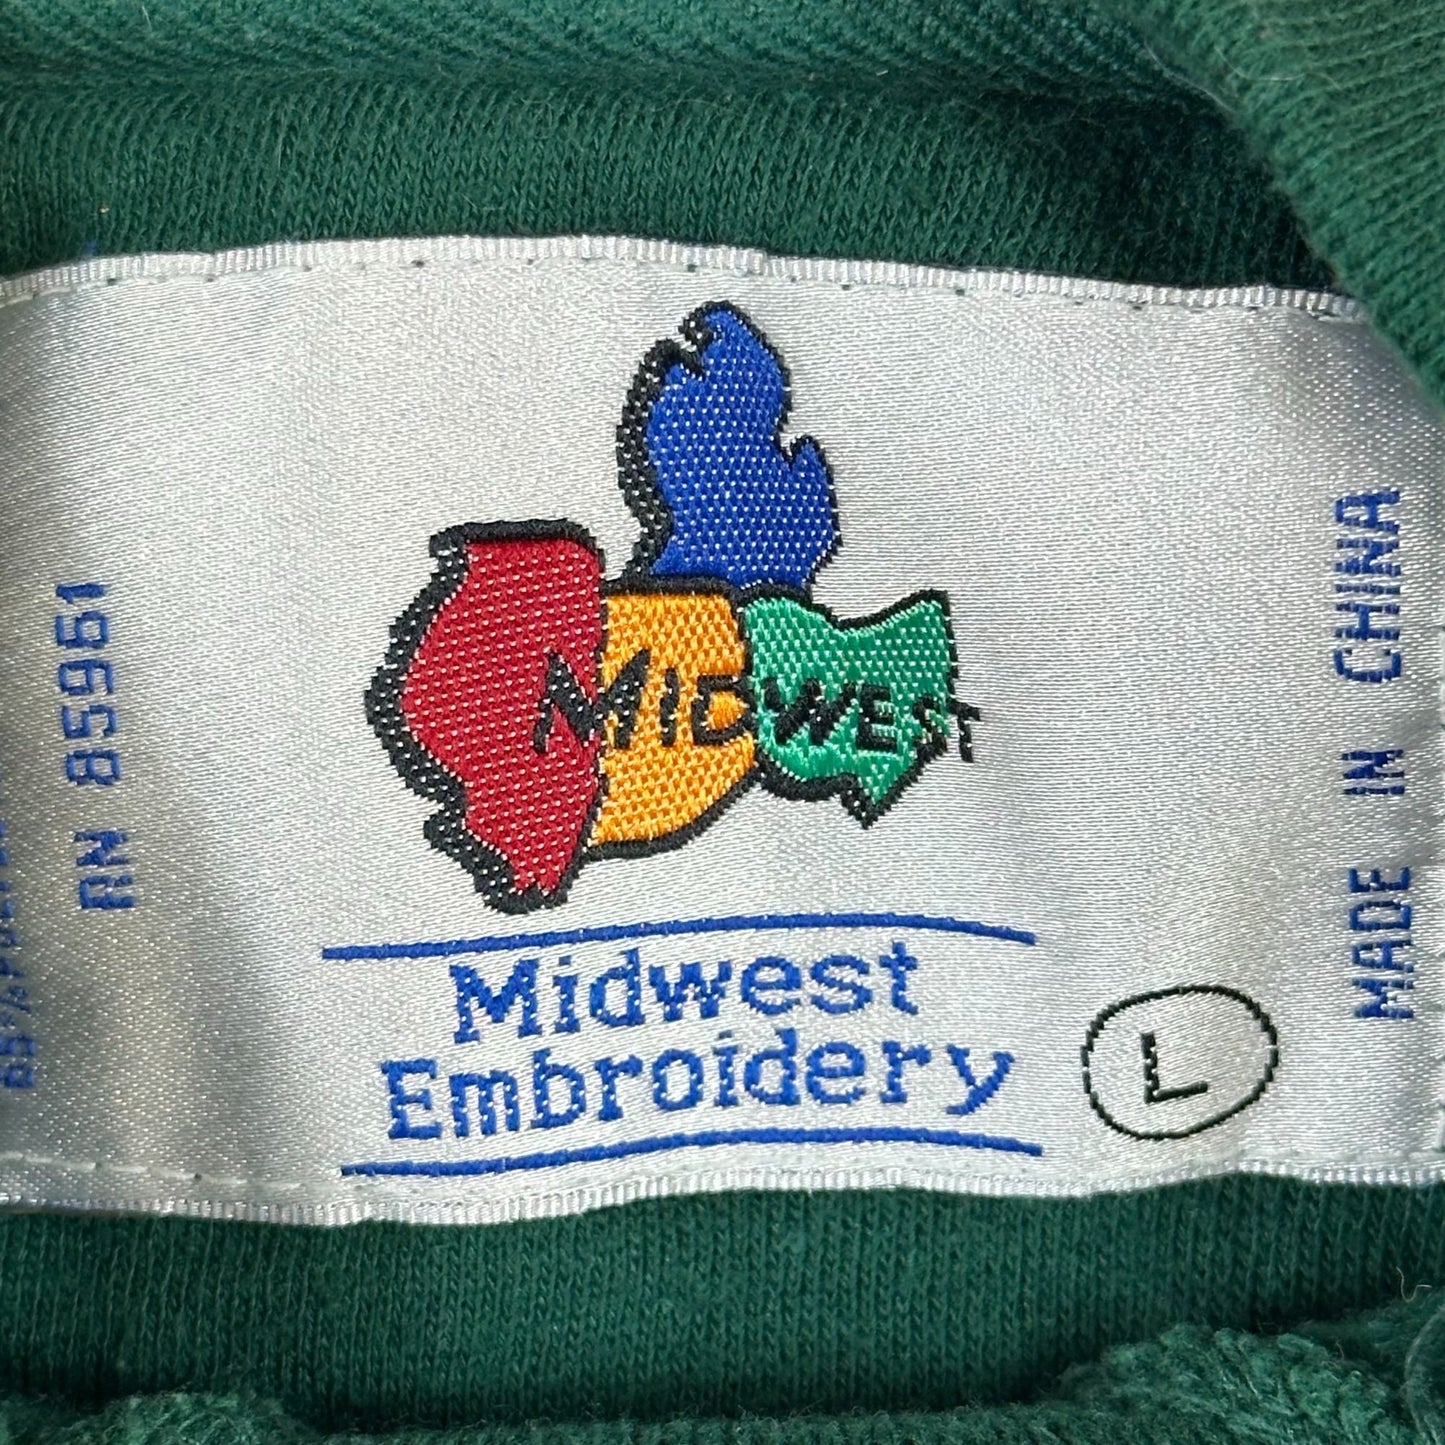 MIDWEST
Midwest
Embroidery
L
RN 85961
MADE IN CHINA